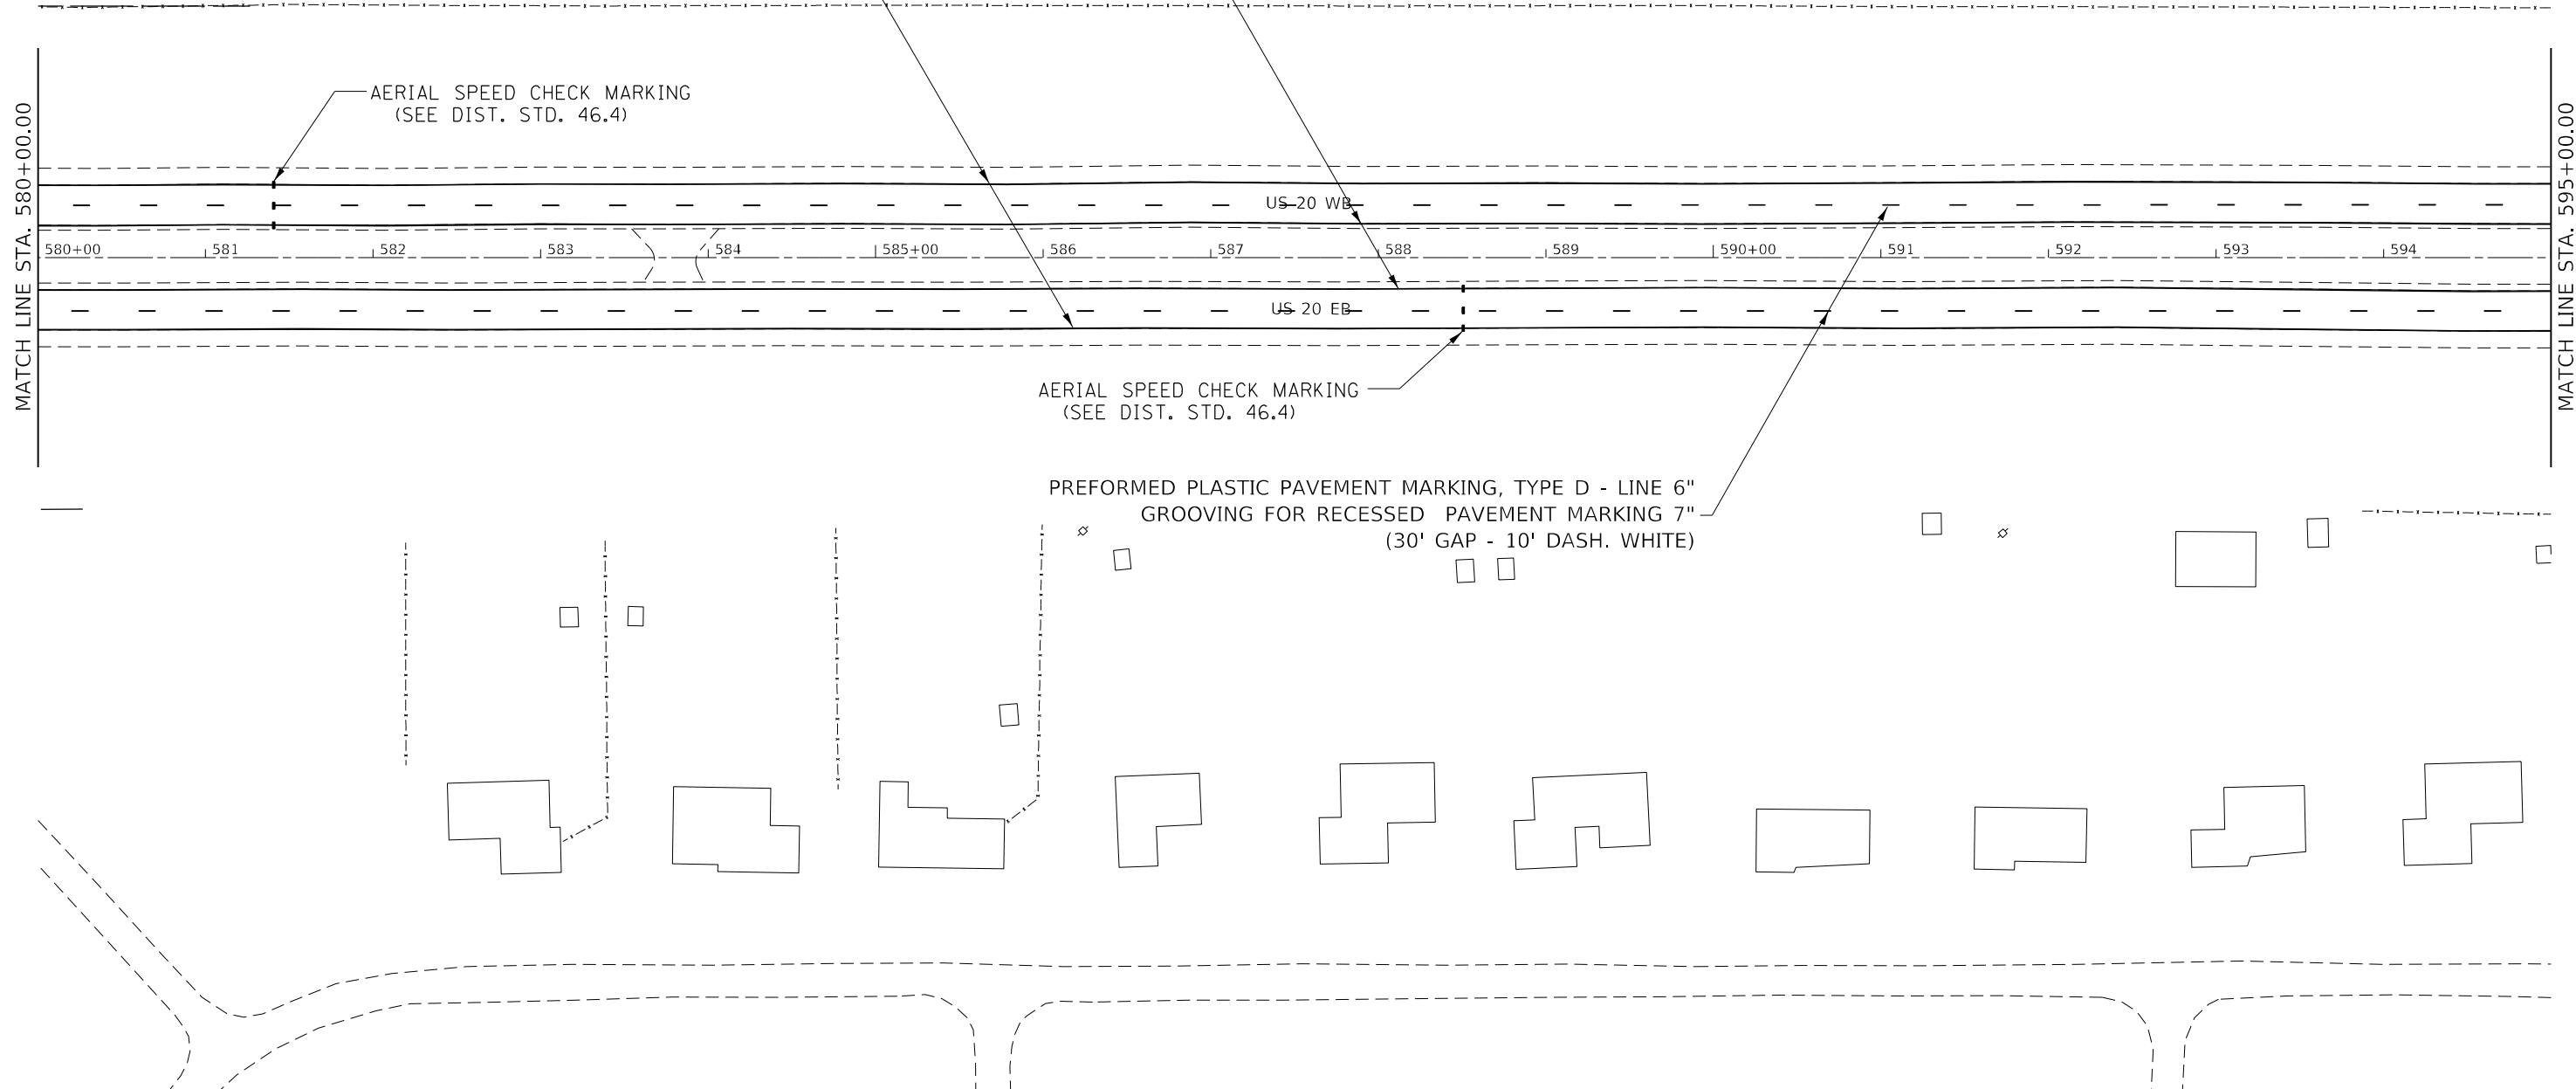 AERIAL SPEED CHECK MARKING
(SEE DIST. STD. 46.4)
MATCH LINE STA. 580+00.00
MATCH LINE STA. 595+00.00
US 20 WB
580+00 581 582 583 584 585+00 586 587 588 589 590+00 591 592 593 594
US 20 EB
AERIAL SPEED CHECK MARKING
(SEE DIST. STD. 46.4)
PREFORMED PLASTIC PAVEMENT MARKING, TYPE D - LINE 6"
GROOVING FOR RECESSED PAVEMENT MARKING 7"
(30' GAP - 10' DASH. WHITE)